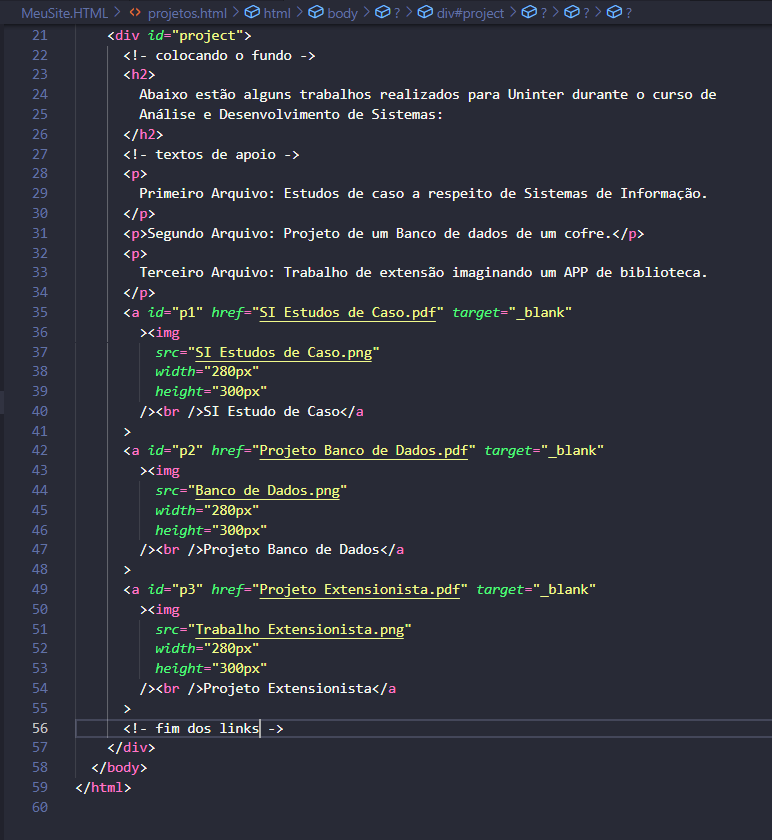 MeuSite.HTML > <> projetos.html > html > body > ? > div#project > ? > ? > ?
21 <div id="project">
22 <!- colocando o fundo ->
23 <h2>
24 Abaixo estão alguns trabalhos realizados para Uninter durante o curso de
25 Análise e Desenvolvimento de Sistemas:
26 </h2>
27 <!- textos de apoio ->
28 <p>
29 Primeiro Arquivo: Estudos de caso a respeito de Sistemas de Informação.
30 </p>
31 <p>Segundo Arquivo: Projeto de um Banco de dados de um cofre.</p>
32 <p>
33 Terceiro Arquivo: Trabalho de extensão imaginando um APP de biblioteca.
34 </p>
35 <a id="p1" href="SI Estudos de Caso.pdf" target="_blank"
36 ><img
37 src="SI Estudos de Caso.png"
38 width="280px"
39 height="300px"
40 /><br />SI Estudo de Caso</a
41 >
42 <a id="p2" href="Projeto Banco de Dados.pdf" target="_blank"
43 ><img
44 src="Banco de Dados.png"
45 width="280px"
46 height="300px"
47 /><br />Projeto Banco de Dados</a
48 >
49 <a id="p3" href="Projeto Extensionista.pdf" target="_blank"
50 ><img
51 src="Trabalho Extensionista.png"
52 width="280px"
53 height="300px"
54 /><br />Projeto Extensionista</a
55 >
56 <!- fim dos links ->
57 </div>
58 </body>
59 </html>
60